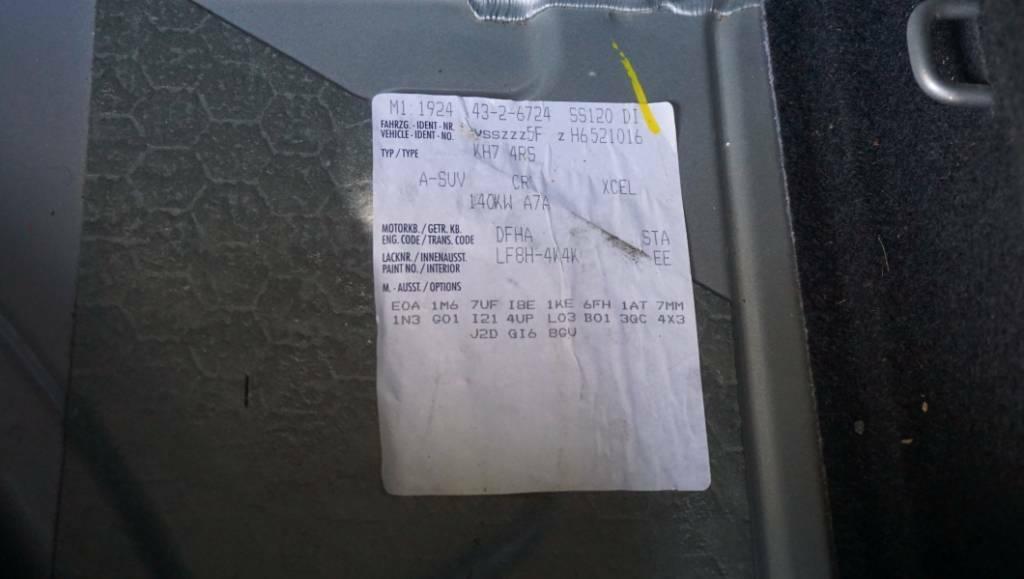 M1 1924 43-2-6724 SS120 DI
FAHRZG.-IDENT-NR.
VEHICLE-IDENT-NO. VSSZZZ5F Z H6521016
TYP/TYPE KH7 4R5
A-SUV CR XCEL
140KW A7A
MOTORKB./GETR.KB.
ENG. CODE/TRANS. CODE DFHA STA
LACKNR./INNENAUSST.
PAINT NO./INTERIOR LF8H- EE
M.-AUSST./OPTIONS
E0A 1M6 7UF I8E 1KE 6FH 1AT 7MM
1N3 G01 I21 4UP L03 B01 3GC 4X3
J2D QI6 8GV